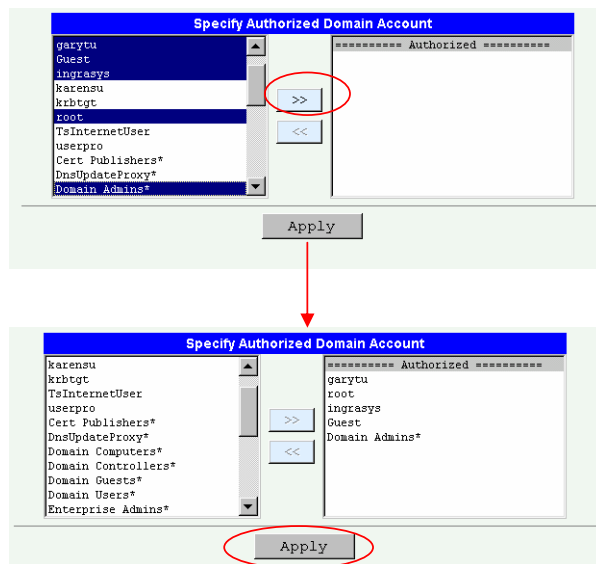 Specify Authorized Domain Account
garytu
Guest
ingrasys
karensu
krbtgt
root
TsInternetUser
userpro
Cert Publishers*
DnsUpdateProxy*
Domain Admins*
>>
<<
========== Authorized ==========
Apply
Specify Authorized Domain Account
karensu
krbtgt
TsInternetUser
userpro
Cert Publishers*
DnsUpdateProxy*
Domain Computers*
Domain Controllers*
Domain Guests*
Domain Users*
Enterprise Admins*
>>
<<
========== Authorized ==========
garytu
root
ingrasys
Guest
Domain Admins*
Apply